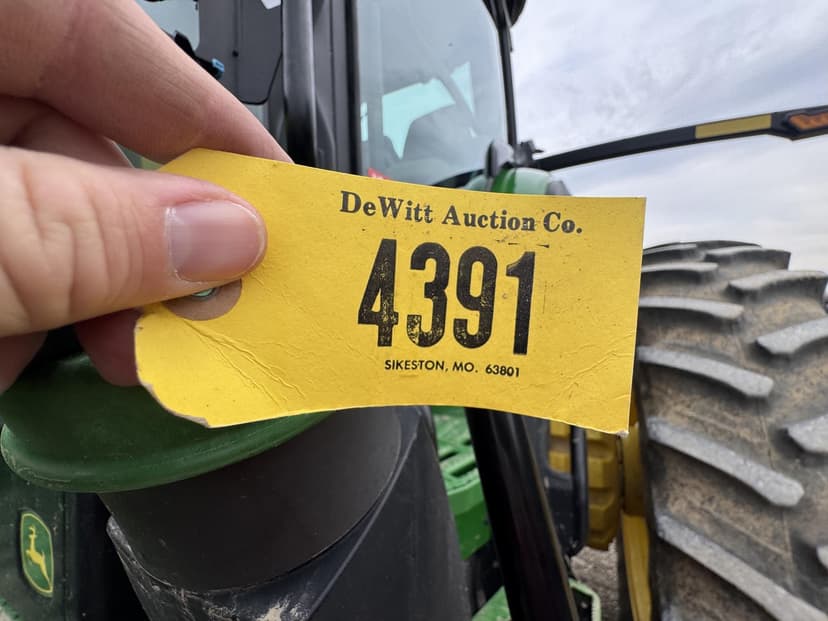 DeWitt Auction Co.
4391
SIKESTON, MO. 63801